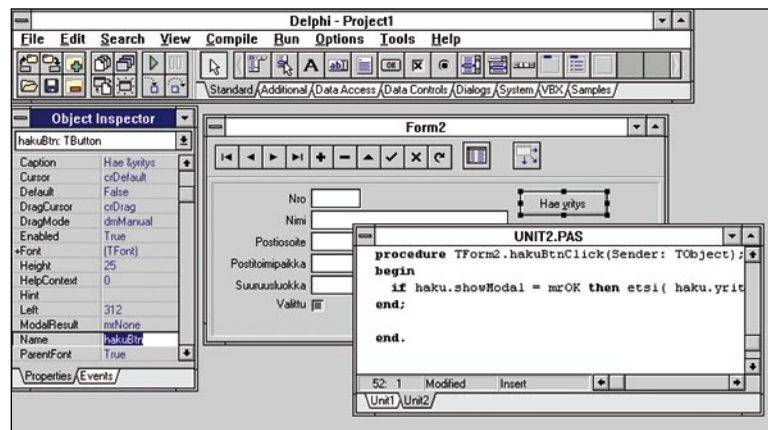 Delphi - Project1
File Edit Search View Compile Run Options Tools Help
A ab OK
Standard Additional Data Access Data Controls Dialogs System VBX Samples
Object Inspector
hakuBtn: TButton
Caption Hae &yritys
Cursor crDefault
Default False
DragCursor crDrag
DragMode dmManual
Enabled True
+Font (TFont)
Height 25
HelpContext 0
Hint
Left 312
ModalResult mrNone
Name hakuBtn
ParentFont True
Properties Events
Form2
Nro
Hae yritys
Nimi
Postiosoite
Postitoimipaikka
Suuruusluokka
Valittu
UNIT2.PAS
procedure TForm2.hakuBtnClick(Sender: TObject);
begin
if haku.showModal = mrOK then etsi( haku.yrit
end;
end.
52: 1 Modified Insert
Unit1 Unit2